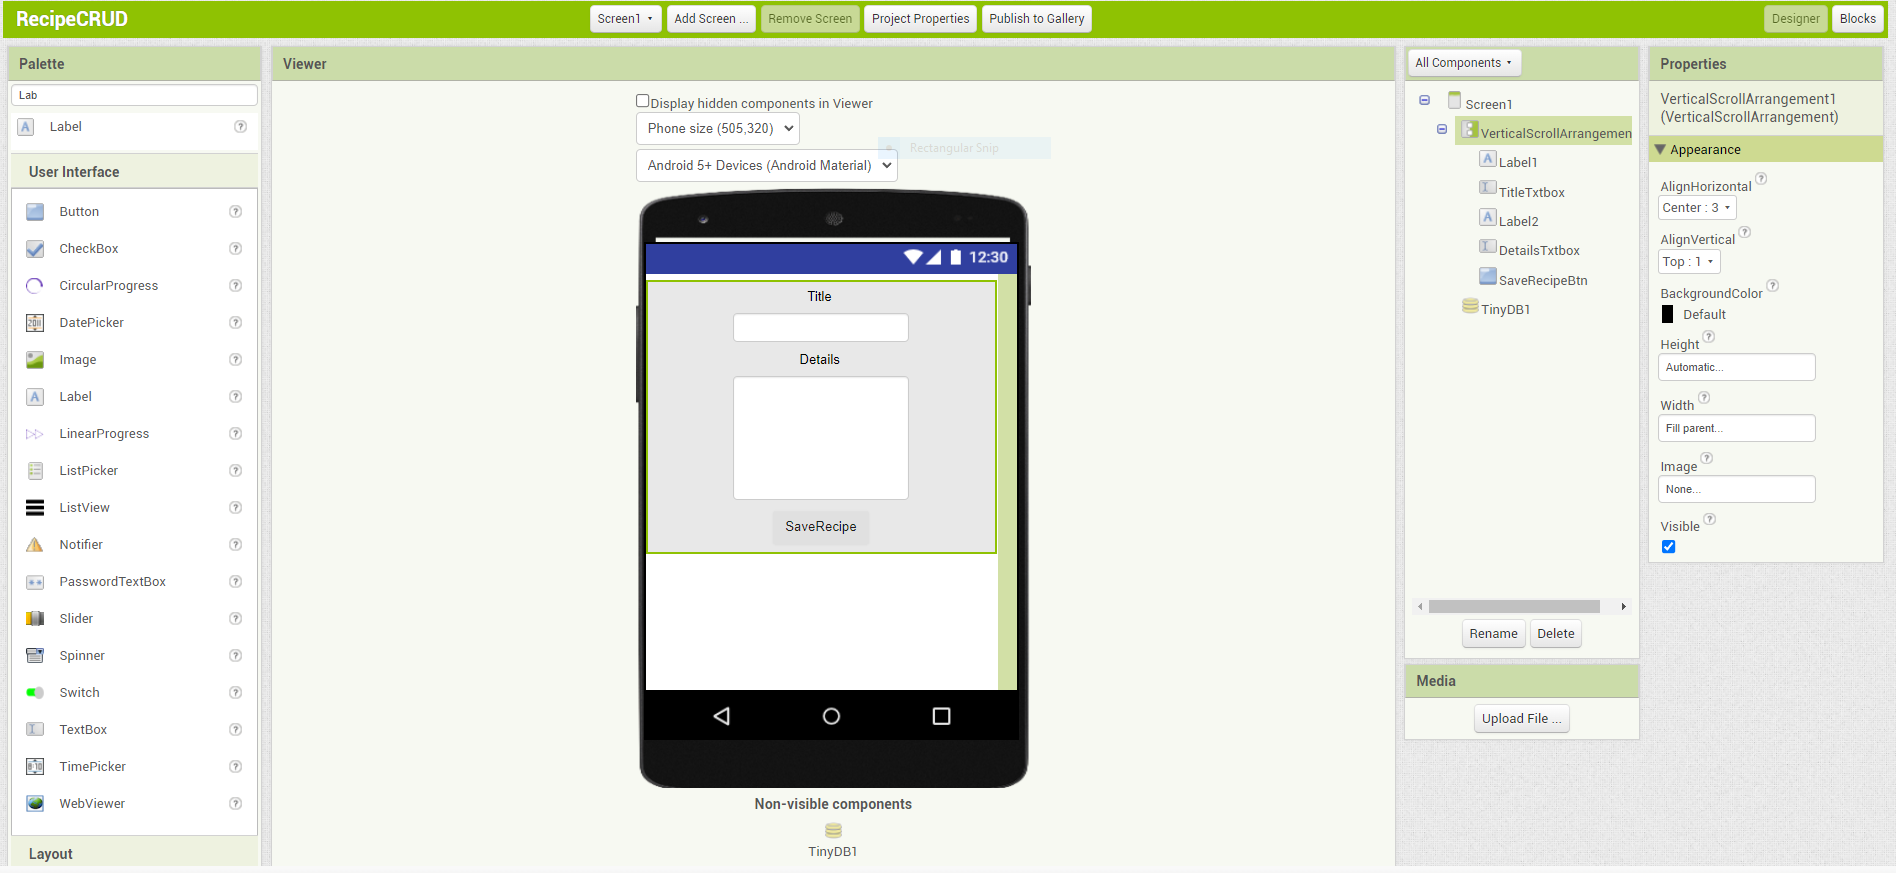 RecipeCRUD
Screen1
Add Screen ...
Remove Screen
Project Properties
Publish to Gallery
Designer
Blocks
Palette
Lab
Label
User Interface
Button
CheckBox
CircularProgress
DatePicker
Image
Label
LinearProgress
ListPicker
ListView
Notifier
PasswordTextBox
Slider
Spinner
Switch
TextBox
TimePicker
WebViewer
Layout
Viewer
Display hidden components in Viewer
Phone size (505,320)
Rectangular Snip
Android 5+ Devices (Android Material)
12:30
Title
Details
SaveRecipe
Non-visible components
TinyDB1
All Components
Screen1
VerticalScrollArrangemen
Label1
TitleTxtbox
Label2
DetailsTxtbox
SaveRecipeBtn
TinyDB1
Rename
Delete
Media
Upload File ...
Properties
VerticalScrollArrangement1
(VerticalScrollArrangement)
Appearance
AlignHorizontal
Center : 3
AlignVertical
Top : 1
BackgroundColor
Default
Height
Automatic...
Width
Fill parent...
Image
None...
Visible